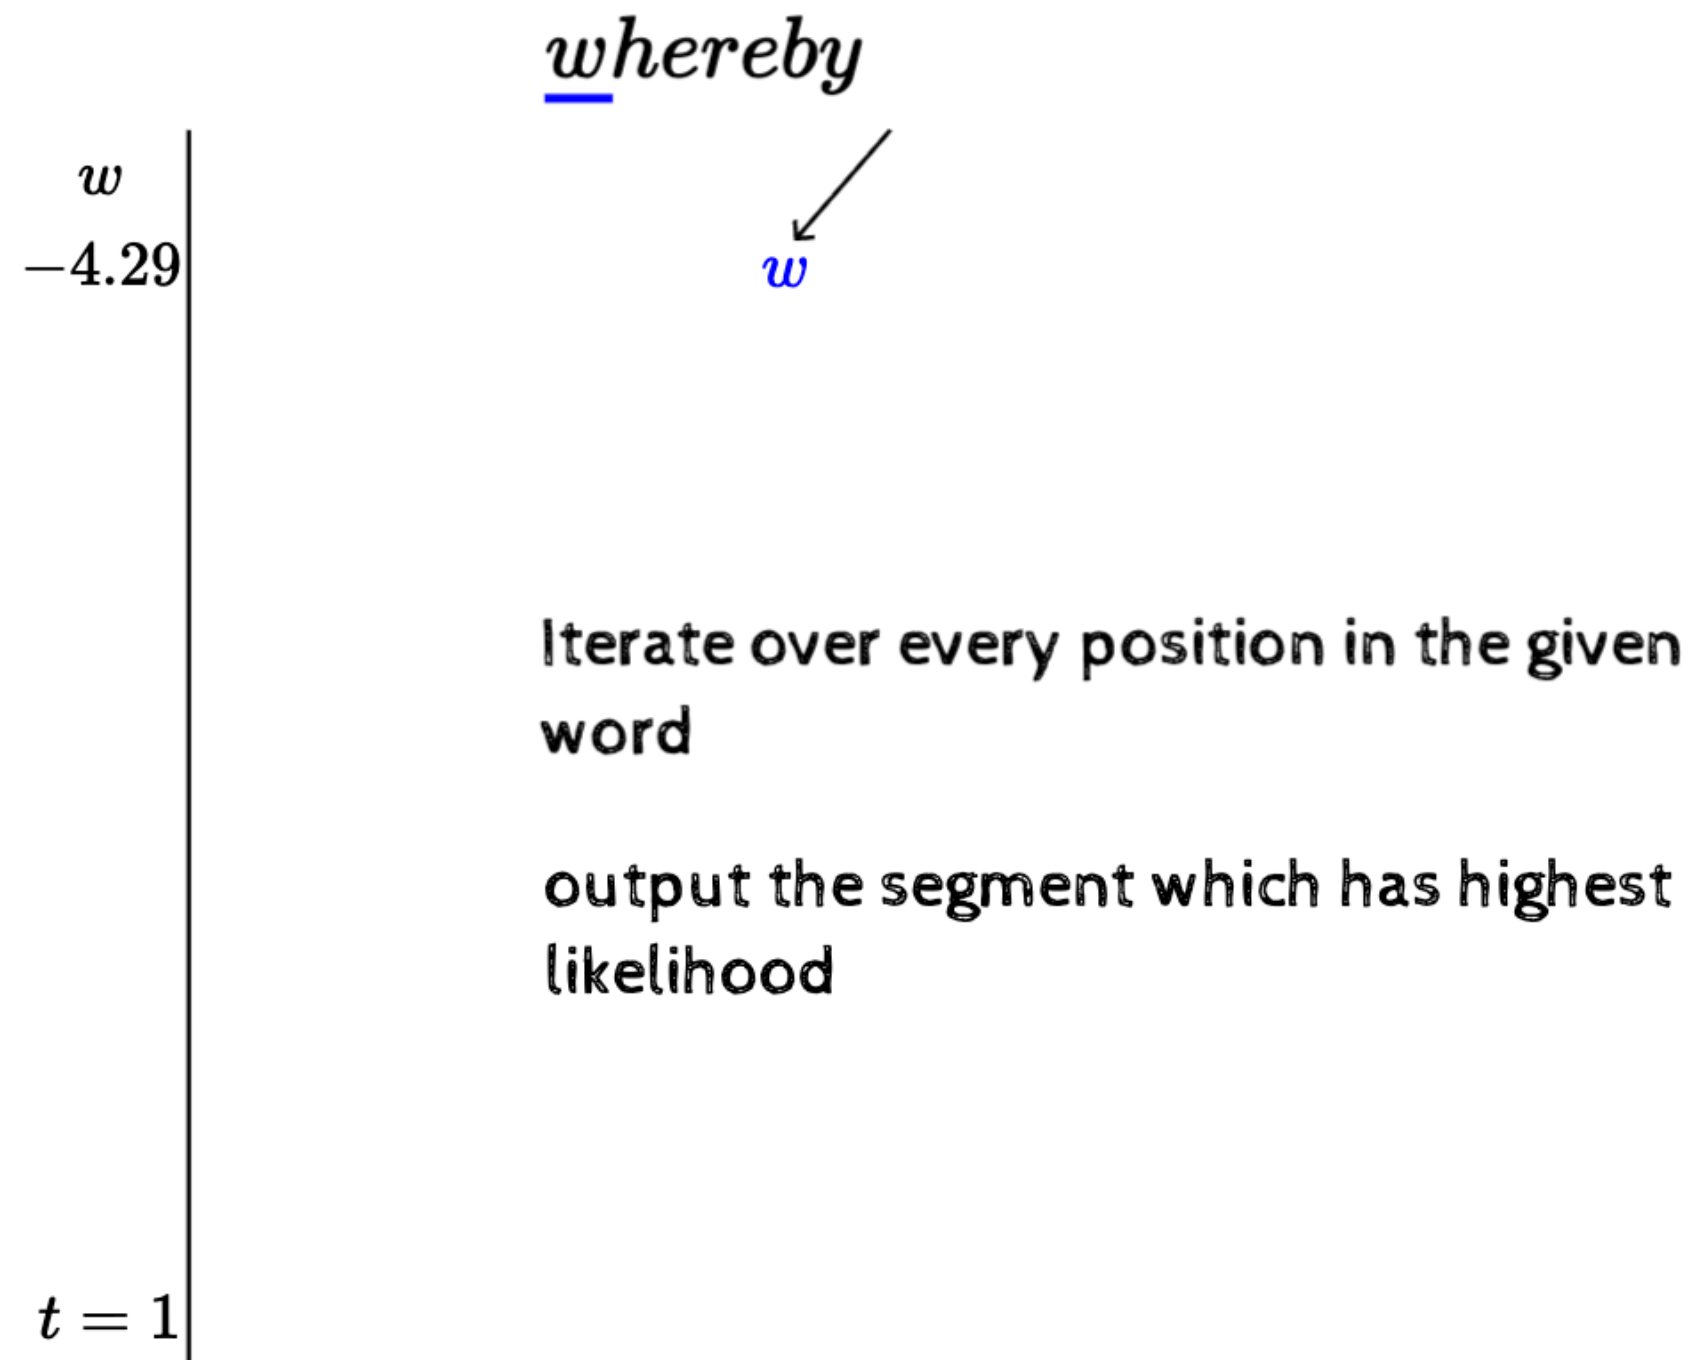 whereby
w
−4.29
w
Iterate over every position in the given
word
output the segment which has highest
likelihood
t = 1